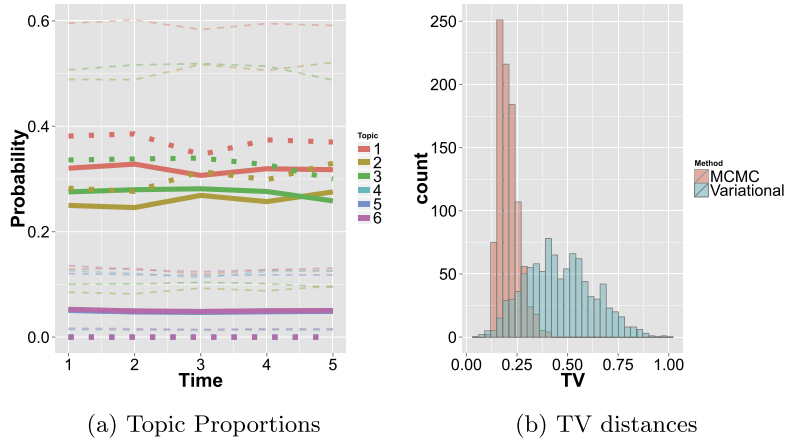 Probability
0.6
0.4
0.2
0.0
1 2 3 4 5
Time
Topic
1
2
3
4
5
6
(a) Topic Proportions
count
250
200
150
100
50
0
0.00 0.25 0.50 0.75 1.00
TV
Method
MCMC
Variational
(b) TV distances